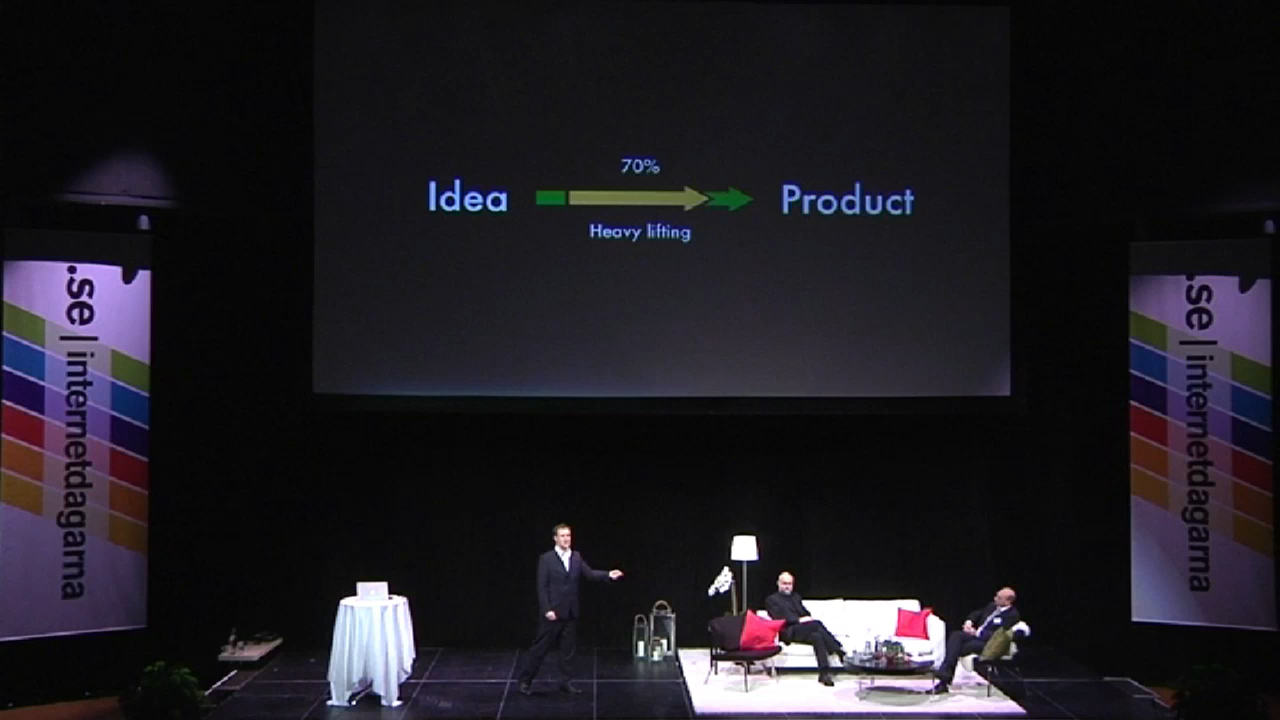 70%
Idea
Product
Heavy lifting
.se | internetdagarna
.se | internetdagarna